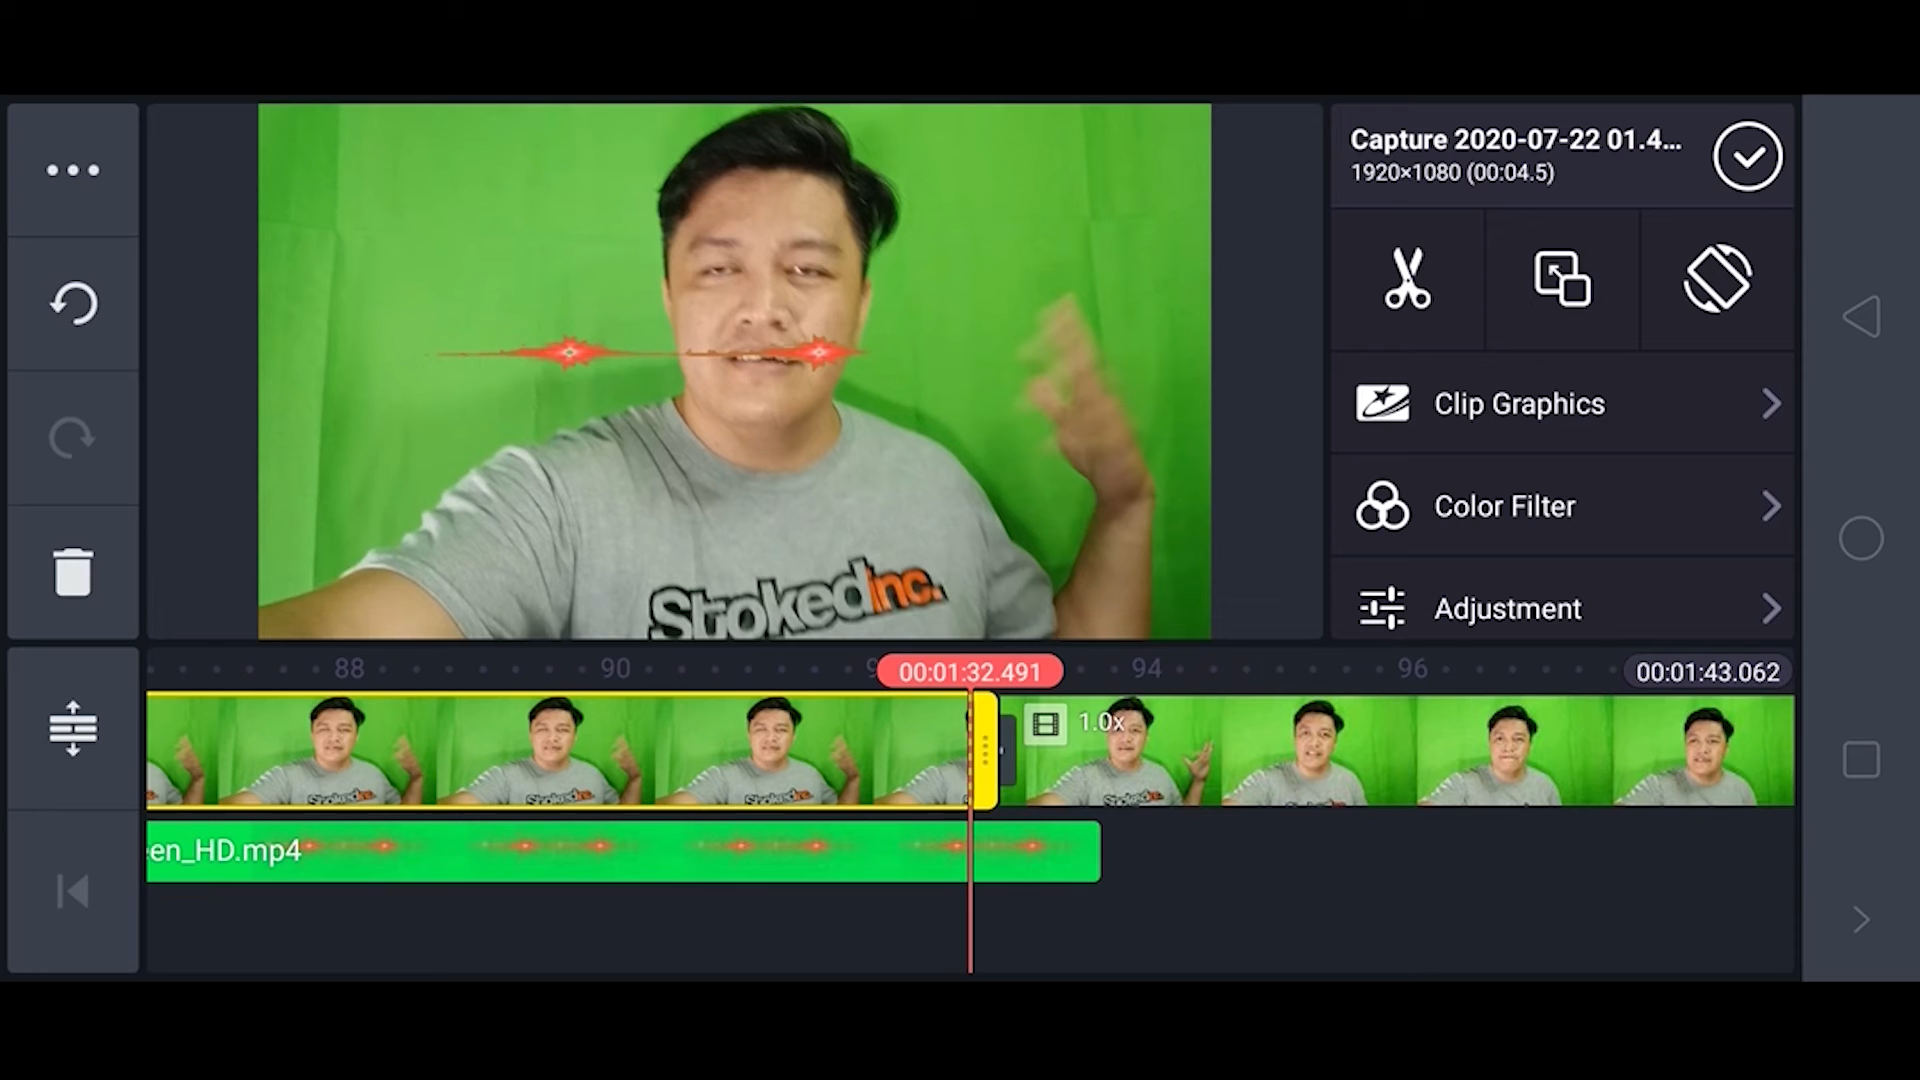 Capture 2020-07-22 01.4...
1920×1080 (00:04.5)
Clip Graphics
Color Filter
Adjustment
Stokedinc.
88
90
9
00:01:32.491
94
96
00:01:43.062
1.0x
en_HD.mp4